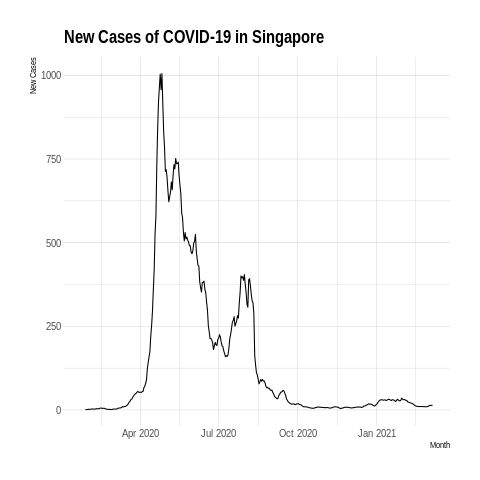 New Cases of COVID-19 in Singapore
New Cases
1000
750
500
250
0
Apr 2020
Jul 2020
Oct 2020
Jan 2021
Month